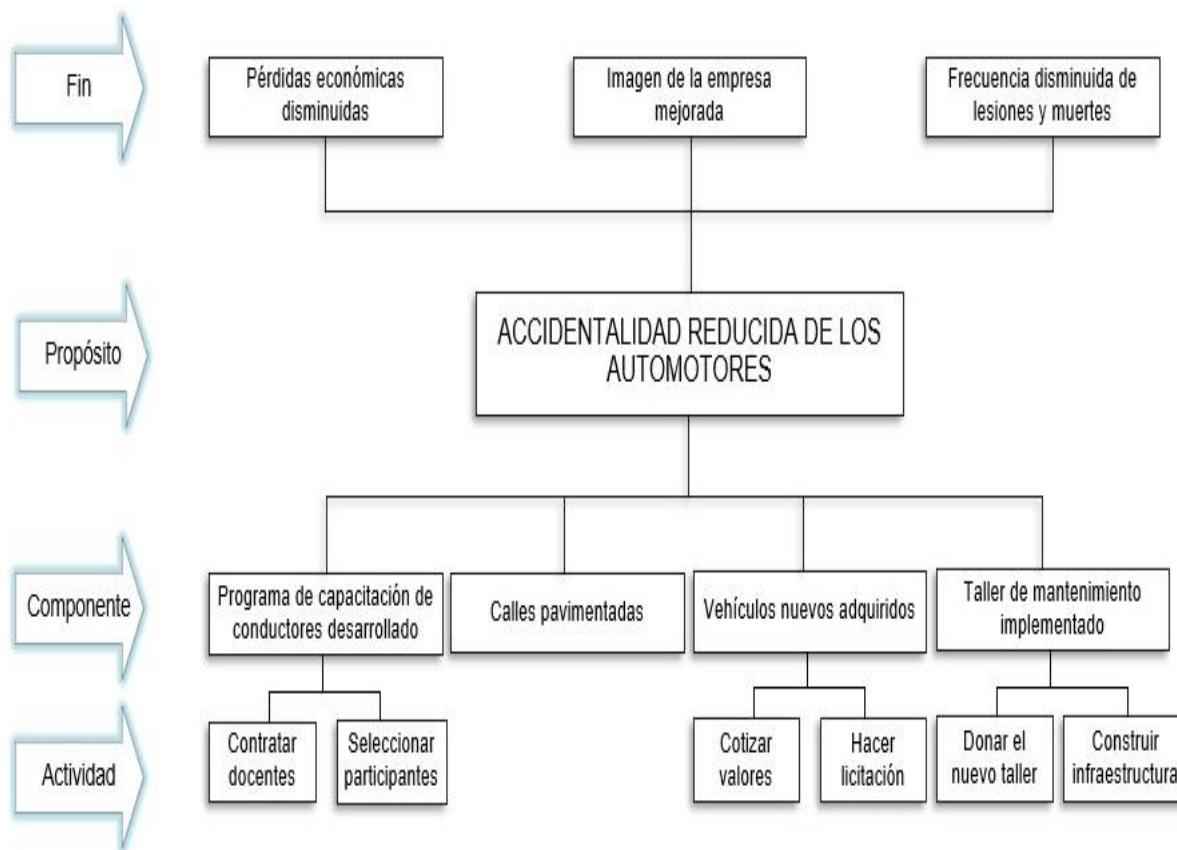 Fin
Pérdidas económicas
disminuidas
Imagen de la empresa
mejorada
Frecuencia disminuida de
lesiones y muertes
Propósito
ACCIDENTALIDAD REDUCIDA DE LOS
AUTOMOTORES
Componente
Programa de capacitación de
conductores desarrollado
Calles pavimentadas
Vehículos nuevos adquiridos
Taller de mantenimiento
implementado
Actividad
Contratar
docentes
Seleccionar
participantes
Cotizar
valores
Hacer
licitación
Donar el
nuevo taller
Construir
infraestructura